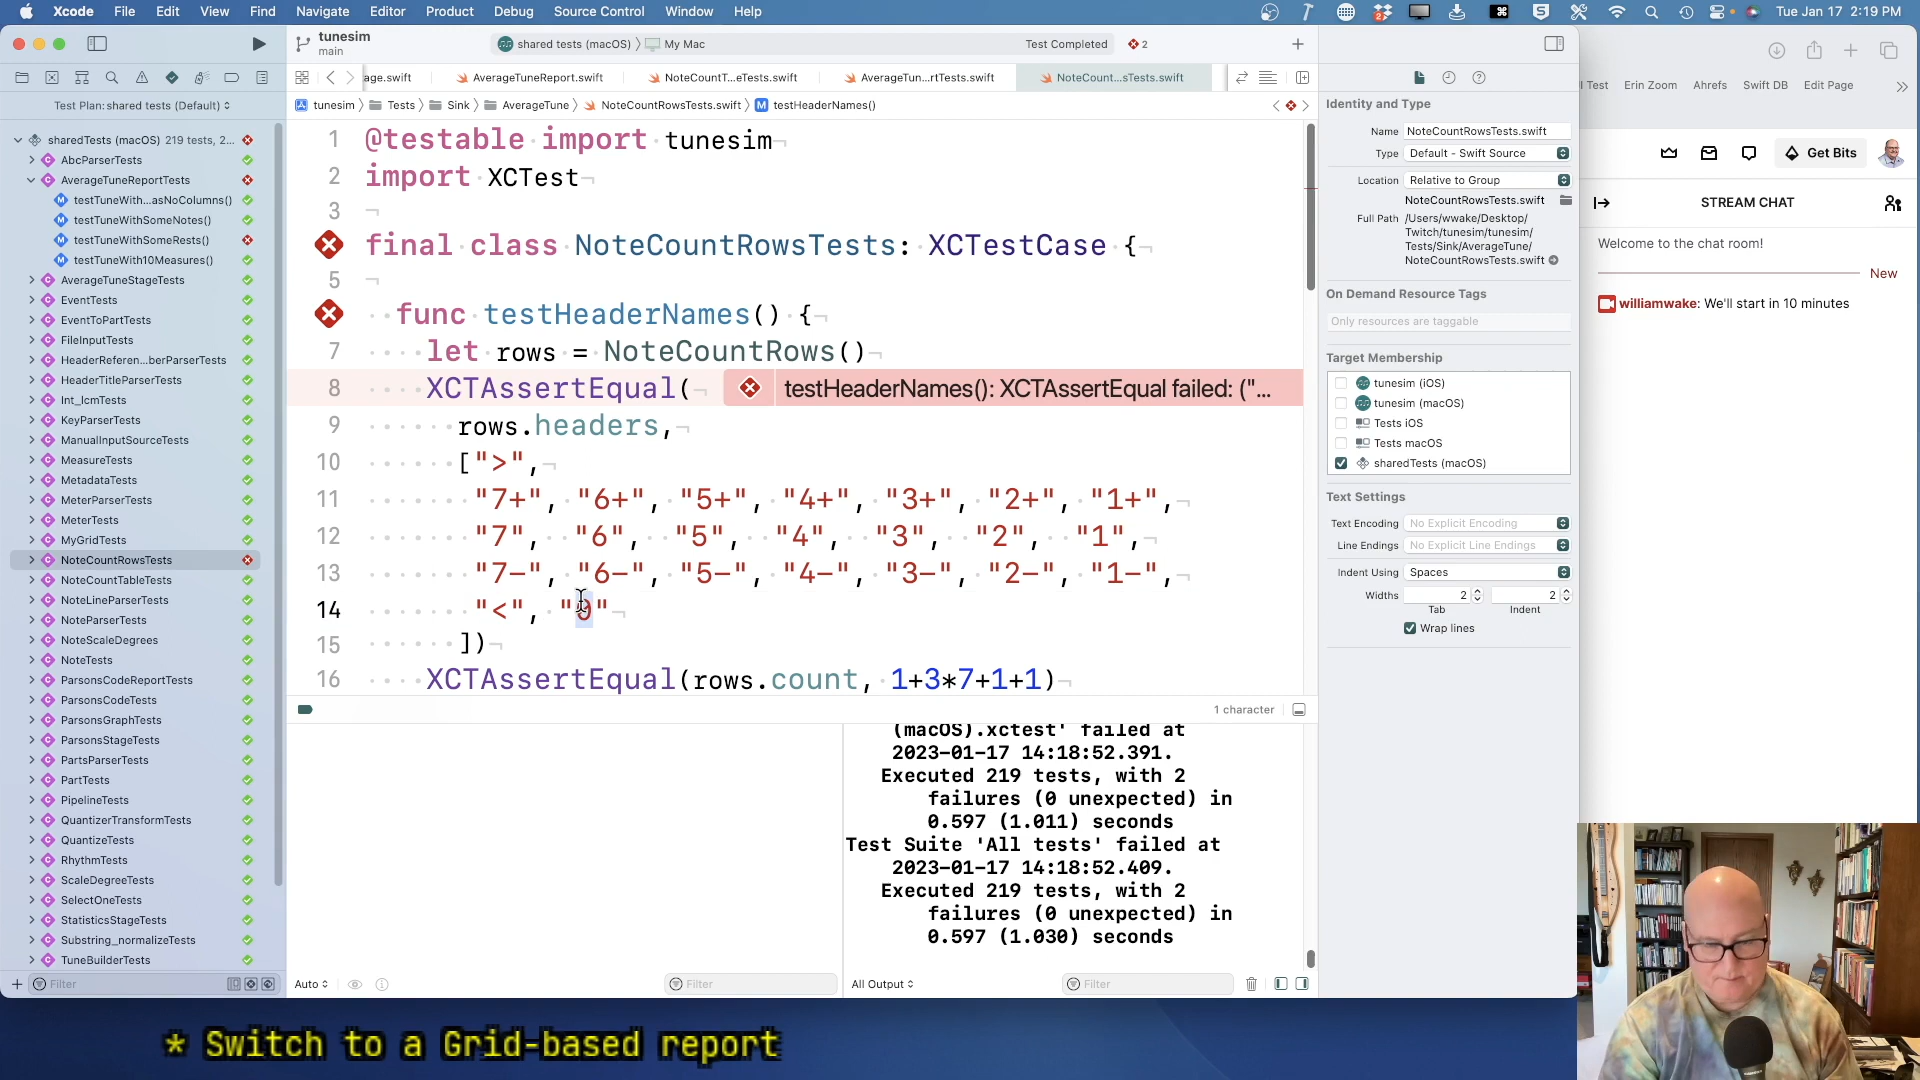 Xcode File Edit View Find Navigate Editor Product Debug Source Control Window Help Tue Jan 17 2:19 PM
tunesim
main
shared tests (macOS) My Mac Test Completed 2
age.swift AverageTuneReport.swift NoteCountT...eTests.swift AverageTun...rtTests.swift NoteCount...sTests.swift
Test Plan:shared tests (Default)
tunesim Tests Sink AverageTune NoteCountRowsTests.swift testHeaderNames()
sharedTests (macOS) 219 tests, 2...
AbcParserTests
AverageTuneReportTests
testTuneWith...asNoColumns()
testTuneWithSomeNotes()
testTuneWithSomeRests()
testTuneWith10Measures()
AverageTuneStageTests
EventTests
EventToPartTests
FileInputTests
HeaderReferen...berParserTests
HeaderTitleParserTests
Int_lcmTests
KeyParserTests
ManualInputSourceTests
MeasureTests
MetadataTests
MeterParserTests
MeterTests
MyGridTests
NoteCountRowsTests
NoteCountTableTests
NoteLineParserTests
NoteParserTests
NoteScaleDegrees
NoteTests
ParsonsCodeReportTests
ParsonsCodeTests
ParsonsGraphTests
ParsonsStageTests
PartsParserTests
PartTests
PipelineTests
QuantizerTransformTests
QuantizeTests
RhythmTests
ScaleDegreeTests
SelectOneTests
StatisticsStageTests
Substring_normalizeTests
TuneBuilderTests
Filter
1 @testable import tunesim
2 import XCTest
3
final class NoteCountRowsTests: XCTestCase {
5
func testHeaderNames() {
7 let rows = NoteCountRows()
8 XCTAssertEqual( testHeaderNames(): XCTAssertEqual failed: ("...
9 rows.headers,
10 [">",
11 "7+", "6+", "5+", "4+", "3+", "2+", "1+",
12 "7", "6", "5", "4", "3", "2", "1",
13 "7-", "6-", "5-", "4-", "3-", "2-", "1-",
14 "<", "
15 ])
16 XCTAssertEqual(rows.count, 1+3*7+1+1)
1 character
(macOS).xctest' failed at
2023-01-17 14:18:52.391.
Executed 219 tests, with 2
failures (0 unexpected) in
0.597 (1.011) seconds
Test Suite 'All tests' failed at
2023-01-17 14:18:52.409.
Executed 219 tests, with 2
failures (0 unexpected) in
0.597 (1.030) seconds
Auto Filter All Output Filter
Identity and Type
Name NoteCountRowsTests.swift
Type Default - Swift Source
Location Relative to Group
NoteCountRowsTests.swift
Full Path /Users/wwake/Desktop/
Twitch/tunesim/tunesim/
Tests/Sink/AverageTune/
NoteCountRowsTests.swift
On Demand Resource Tags
Only resources are taggable
Target Membership
tunesim (iOS)
tunesim (macOS)
Tests iOS
Tests macOS
sharedTests (macOS)
Text Settings
Text Encoding No Explicit Encoding
Line Endings No Explicit Line Endings
Indent Using Spaces
Widths 2 2
Tab Indent
Wrap lines
Test Erin Zoom Ahrefs Swift DB Edit Page
Get Bits
STREAM CHAT
Welcome to the chat room!
New
williamwake: We'll start in 10 minutes
* Switch to a Grid-based report